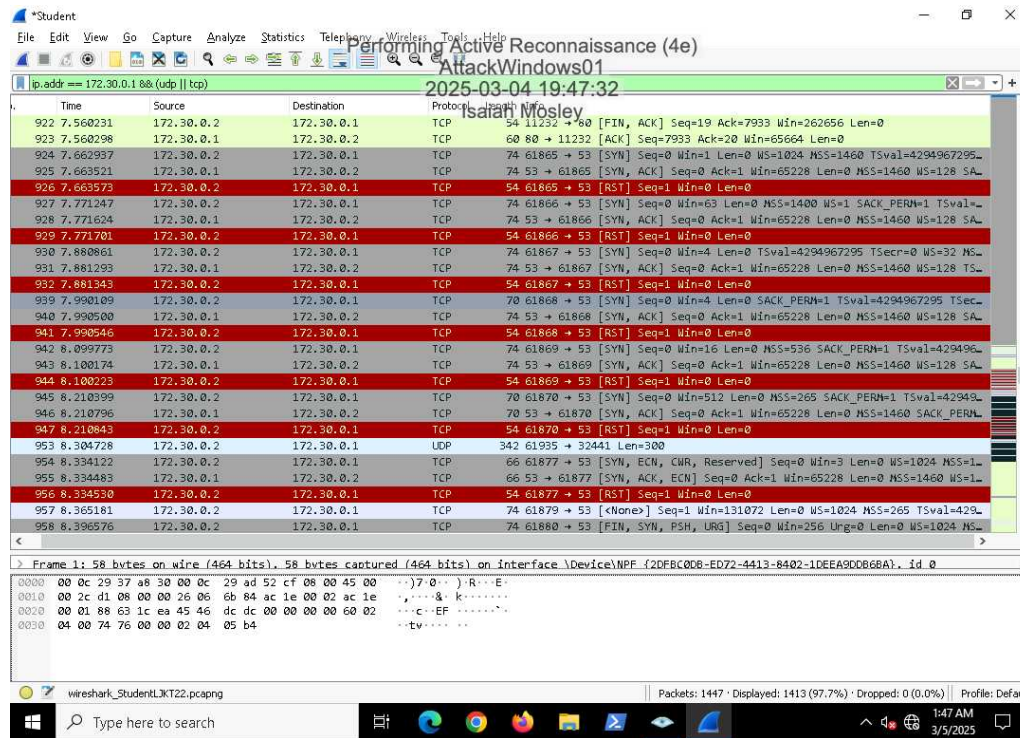 *Student
File Edit View Go Capture Analyze Statistics Telephony Wireless Tools Help
Performing Active Reconnaissance (4e)
AttackWindows01
2025-03-04 19:47:32
Isaiah Mosley
ip.addr == 172.30.0.1 && (udp || tcp)
Time Source Destination Protocol Length Info
922 7.560231 172.30.0.2 172.30.0.1 TCP 54 11232 → 80 [FIN, ACK] Seq=19 Ack=7933 Win=262656 Len=0
923 7.560298 172.30.0.1 172.30.0.2 TCP 60 80 → 11232 [ACK] Seq=7933 Ack=20 Win=65664 Len=0
924 7.662937 172.30.0.2 172.30.0.1 TCP 74 61865 → 53 [SYN] Seq=0 Win=1 Len=0 WS=1024 MSS=1460 TSval=4294967295…
925 7.663521 172.30.0.1 172.30.0.2 TCP 74 53 → 61865 [SYN, ACK] Seq=0 Ack=1 Win=65228 Len=0 MSS=1460 WS=128 SA…
926 7.663573 172.30.0.2 172.30.0.1 TCP 54 61865 → 53 [RST] Seq=1 Win=0 Len=0
927 7.771247 172.30.0.2 172.30.0.1 TCP 74 61866 → 53 [SYN] Seq=0 Win=63 Len=0 MSS=1400 WS=1 SACK_PERM=1 TSval=…
928 7.771624 172.30.0.1 172.30.0.2 TCP 74 53 → 61866 [SYN, ACK] Seq=0 Ack=1 Win=65228 Len=0 MSS=1460 WS=128 SA…
929 7.771701 172.30.0.2 172.30.0.1 TCP 54 61866 → 53 [RST] Seq=1 Win=0 Len=0
930 7.880861 172.30.0.2 172.30.0.1 TCP 74 61867 → 53 [SYN] Seq=0 Win=4 Len=0 TSval=4294967295 TSecr=0 WS=32 MS…
931 7.881293 172.30.0.1 172.30.0.2 TCP 74 53 → 61867 [SYN, ACK] Seq=0 Ack=1 Win=65228 Len=0 MSS=1460 WS=128 TS…
932 7.881343 172.30.0.2 172.30.0.1 TCP 54 61867 → 53 [RST] Seq=1 Win=0 Len=0
939 7.990109 172.30.0.2 172.30.0.1 TCP 70 61868 → 53 [SYN] Seq=0 Win=4 Len=0 SACK_PERM=1 TSval=4294967295 TSec…
940 7.990500 172.30.0.1 172.30.0.2 TCP 74 53 → 61868 [SYN, ACK] Seq=0 Ack=1 Win=65228 Len=0 MSS=1460 WS=128 SA…
941 7.990546 172.30.0.2 172.30.0.1 TCP 54 61868 → 53 [RST] Seq=1 Win=0 Len=0
942 8.099773 172.30.0.2 172.30.0.1 TCP 74 61869 → 53 [SYN] Seq=0 Win=16 Len=0 MSS=536 SACK_PERM=1 TSval=429496…
943 8.100174 172.30.0.1 172.30.0.2 TCP 74 53 → 61869 [SYN, ACK] Seq=0 Ack=1 Win=65228 Len=0 MSS=1460 WS=128 SA…
944 8.100223 172.30.0.2 172.30.0.1 TCP 54 61869 → 53 [RST] Seq=1 Win=0 Len=0
945 8.210399 172.30.0.2 172.30.0.1 TCP 70 61870 → 53 [SYN] Seq=0 Win=512 Len=0 MSS=265 SACK_PERM=1 TSval=42949…
946 8.210796 172.30.0.1 172.30.0.2 TCP 70 53 → 61870 [SYN, ACK] Seq=0 Ack=1 Win=65228 Len=0 MSS=1460 SACK_PERM…
947 8.210843 172.30.0.2 172.30.0.1 TCP 54 61870 → 53 [RST] Seq=1 Win=0 Len=0
953 8.304728 172.30.0.2 172.30.0.1 UDP 342 61935 → 32441 Len=300
954 8.334122 172.30.0.2 172.30.0.1 TCP 66 61877 → 53 [SYN, ECN, CWR, Reserved] Seq=0 Win=3 Len=0 WS=1024 MSS=1…
955 8.334483 172.30.0.1 172.30.0.2 TCP 66 53 → 61877 [SYN, ACK, ECN] Seq=0 Ack=1 Win=65228 Len=0 MSS=1460 WS=1…
956 8.334530 172.30.0.2 172.30.0.1 TCP 54 61877 → 53 [RST] Seq=1 Win=0 Len=0
957 8.365181 172.30.0.2 172.30.0.1 TCP 74 61879 → 53 [<None>] Seq=1 Win=131072 Len=0 WS=1024 MSS=265 TSval=429…
958 8.396576 172.30.0.2 172.30.0.1 TCP 74 61880 → 53 [FIN, SYN, PSH, URG] Seq=0 Win=256 Urg=0 Len=0 WS=1024 MS…
Frame 1: 58 bytes on wire (464 bits), 58 bytes captured (464 bits) on interface \Device\NPF_{2DFBC0DB-ED72-4413-8402-1DEEA9DDB6BA}, id 0
0000 00 0c 29 37 a8 30 00 0c 29 ad 52 cf 08 00 45 00 ··)7·0·· )·R···E·
0010 00 2c d1 08 00 00 26 06 6b 84 ac 1e 00 02 ac 1e ·,····&· k·······
0020 00 01 88 63 1c ea 45 46 dc dc 00 00 00 00 60 02 ···c··EF ······`·
0030 04 00 74 76 00 00 02 04 05 b4 ··tv···· ··
wireshark_StudentLJKT22.pcapng Packets: 1447 · Displayed: 1413 (97.7%) · Dropped: 0 (0.0%) Profile: Defau
Type here to search
1:47 AM
3/5/2025